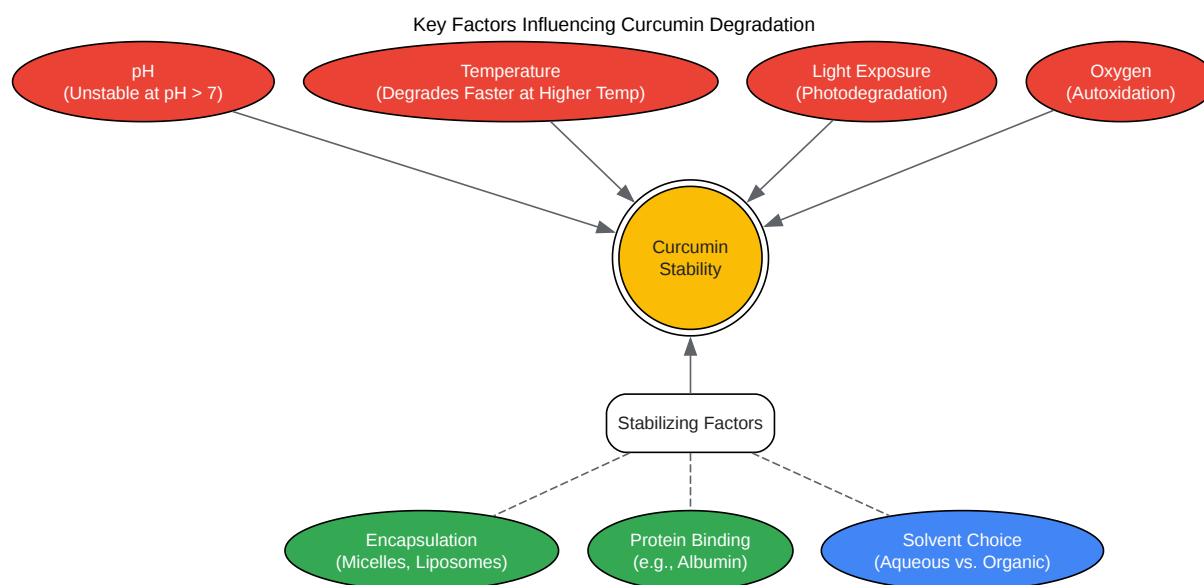 Key Factors Influencing Curcumin Degradation
pH
(Unstable at pH > 7)
Temperature
(Degrades Faster at Higher Temp)
Light Exposure
(Photodegradation)
Oxygen
(Autoxidation)
Curcumin
Stability
Stabilizing Factors
Encapsulation
(Micelles, Liposomes)
Protein Binding
(e.g., Albumin)
Solvent Choice
(Aqueous vs. Organic)